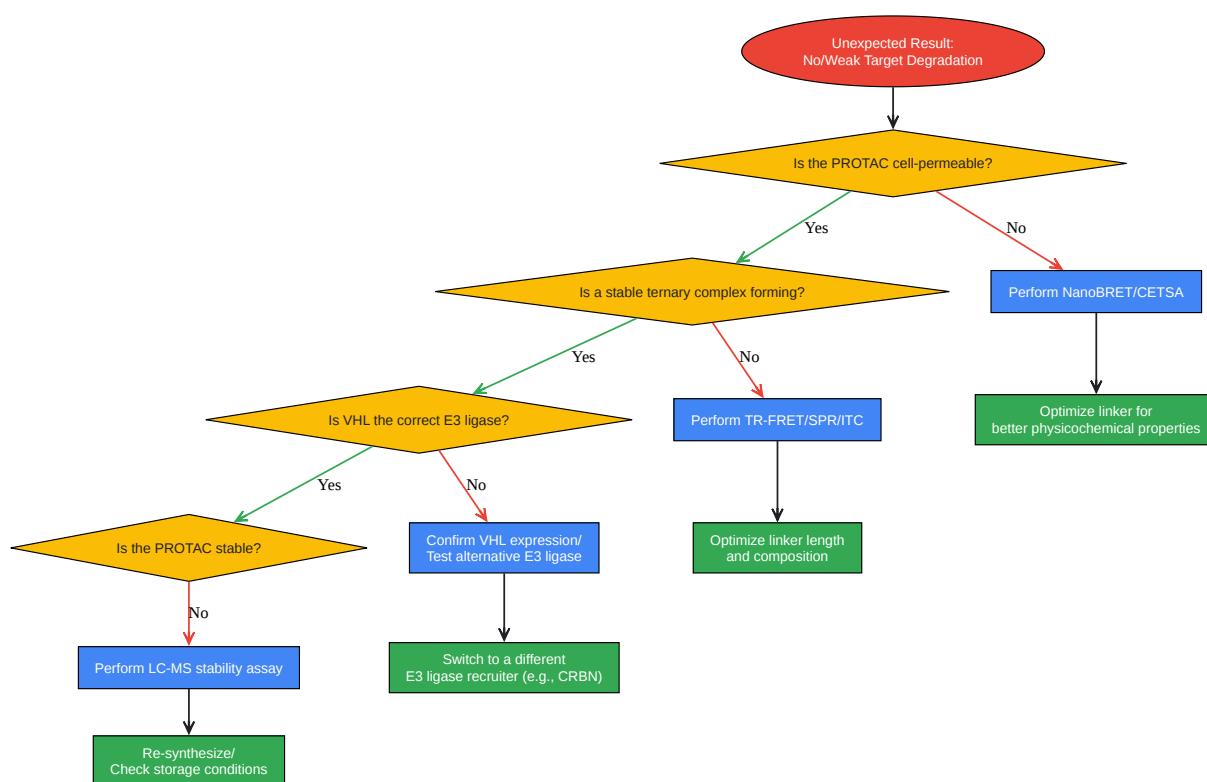 Unexpected Result:
No/Weak Target Degradation
Is the PROTAC cell-permeable?
Yes
No
Is a stable ternary complex forming?
Perform NanoBRET/CETSA
Yes
No
Optimize linker for
better physicochemical properties
Is VHL the correct E3 ligase?
Perform TR-FRET/SPR/ITC
Yes
No
Optimize linker length
and composition
Is the PROTAC stable?
Confirm VHL expression/
Test alternative E3 ligase
No
Perform LC-MS stability assay
Switch to a different
E3 ligase recruiter (e.g., CRBN)
Re-synthesize/
Check storage conditions